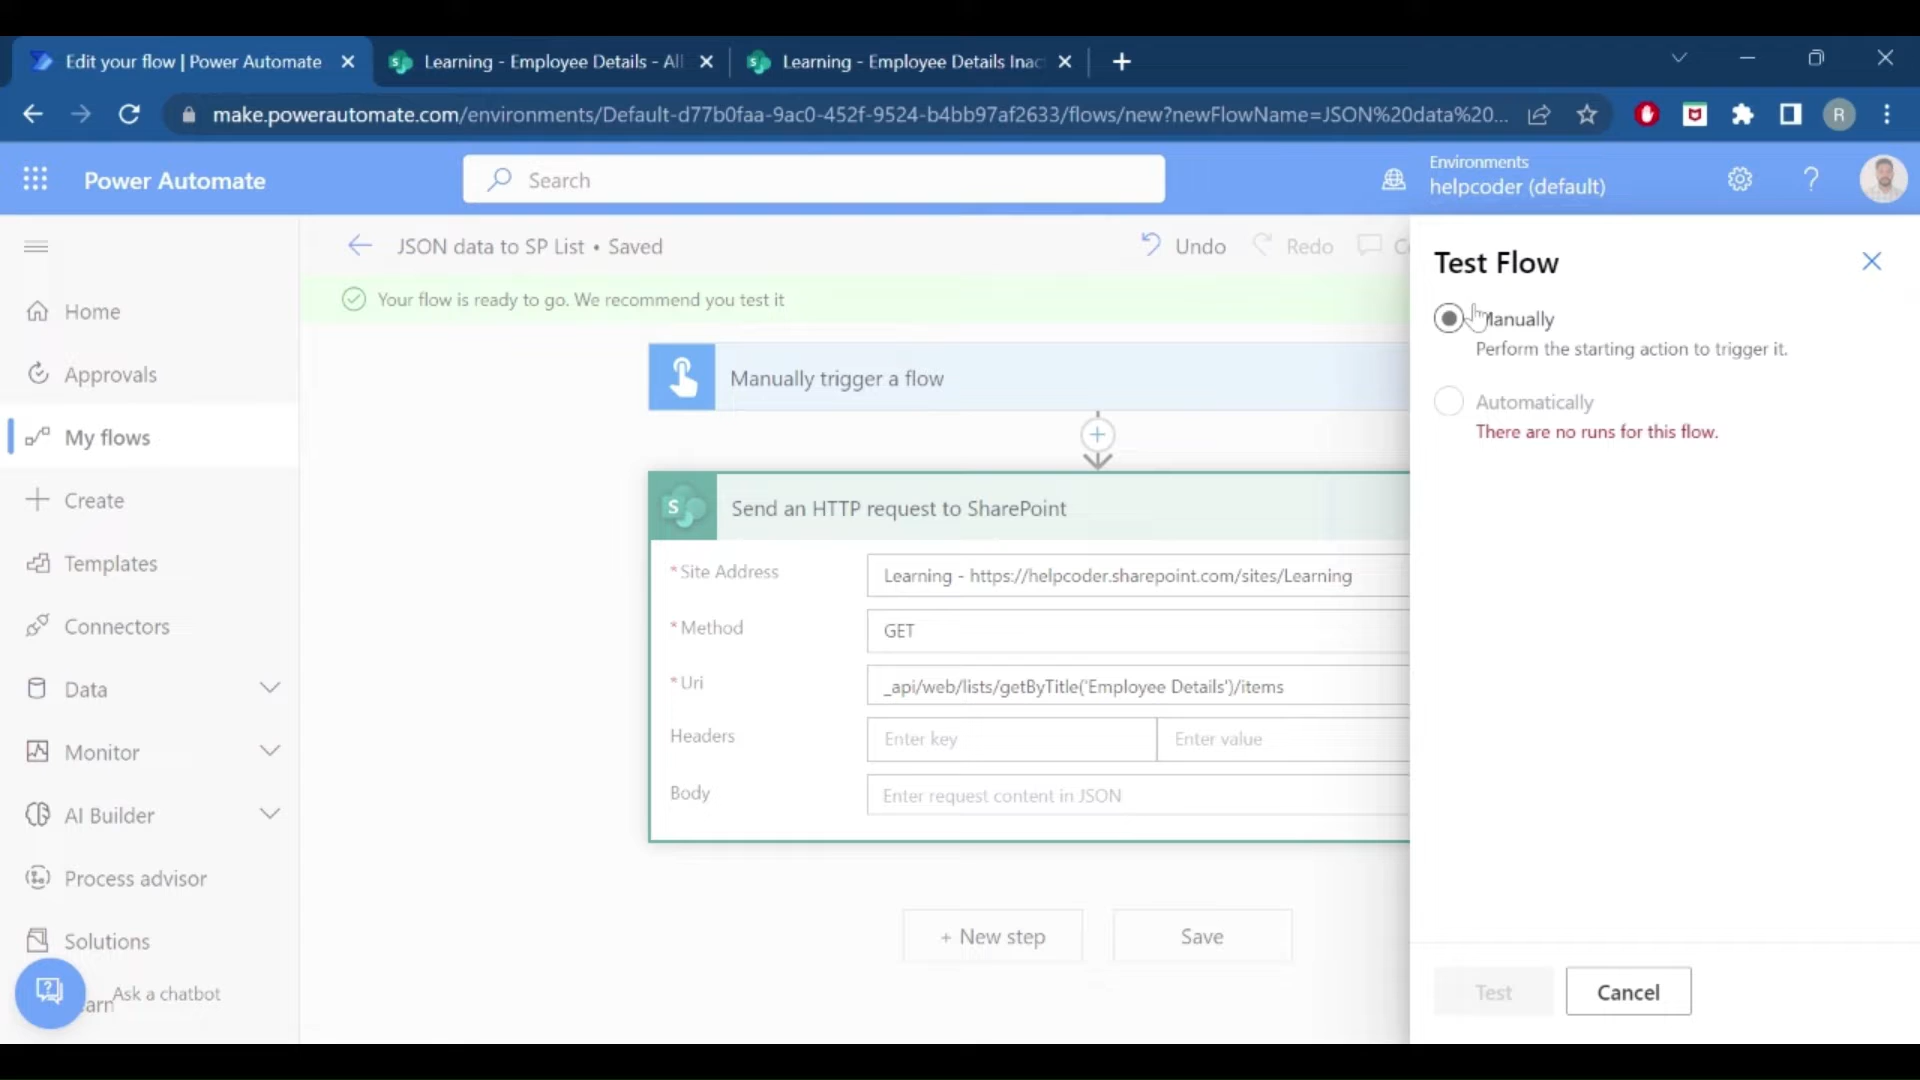 Edit your flow | Power Automate
Learning - Employee Details - All
Learning - Employee Details Inac
make.powerautomate.com/environments/Default-d77b0faa-9ac0-452f-9524-b4bb97af2633/flows/new?newFlowName=JSON%20data%20...
R
Power Automate
Search
Environments
helpcoder (default)
JSON data to SP List • Saved
Undo
Redo
Your flow is ready to go. We recommend you test it
Home
Approvals
My flows
Create
Templates
Connectors
Data
Monitor
AI Builder
Process advisor
Solutions
Ask a chatbot
Manually trigger a flow
Send an HTTP request to SharePoint
* Site Address
Learning - https://helpcoder.sharepoint.com/sites/Learning
* Method
GET
* Uri
_api/web/lists/getByTitle('Employee Details')/items
Headers
Enter key
Enter value
Body
Enter request content in JSON
+ New step
Save
Test Flow
Manually
Perform the starting action to trigger it.
Automatically
There are no runs for this flow.
Test
Cancel